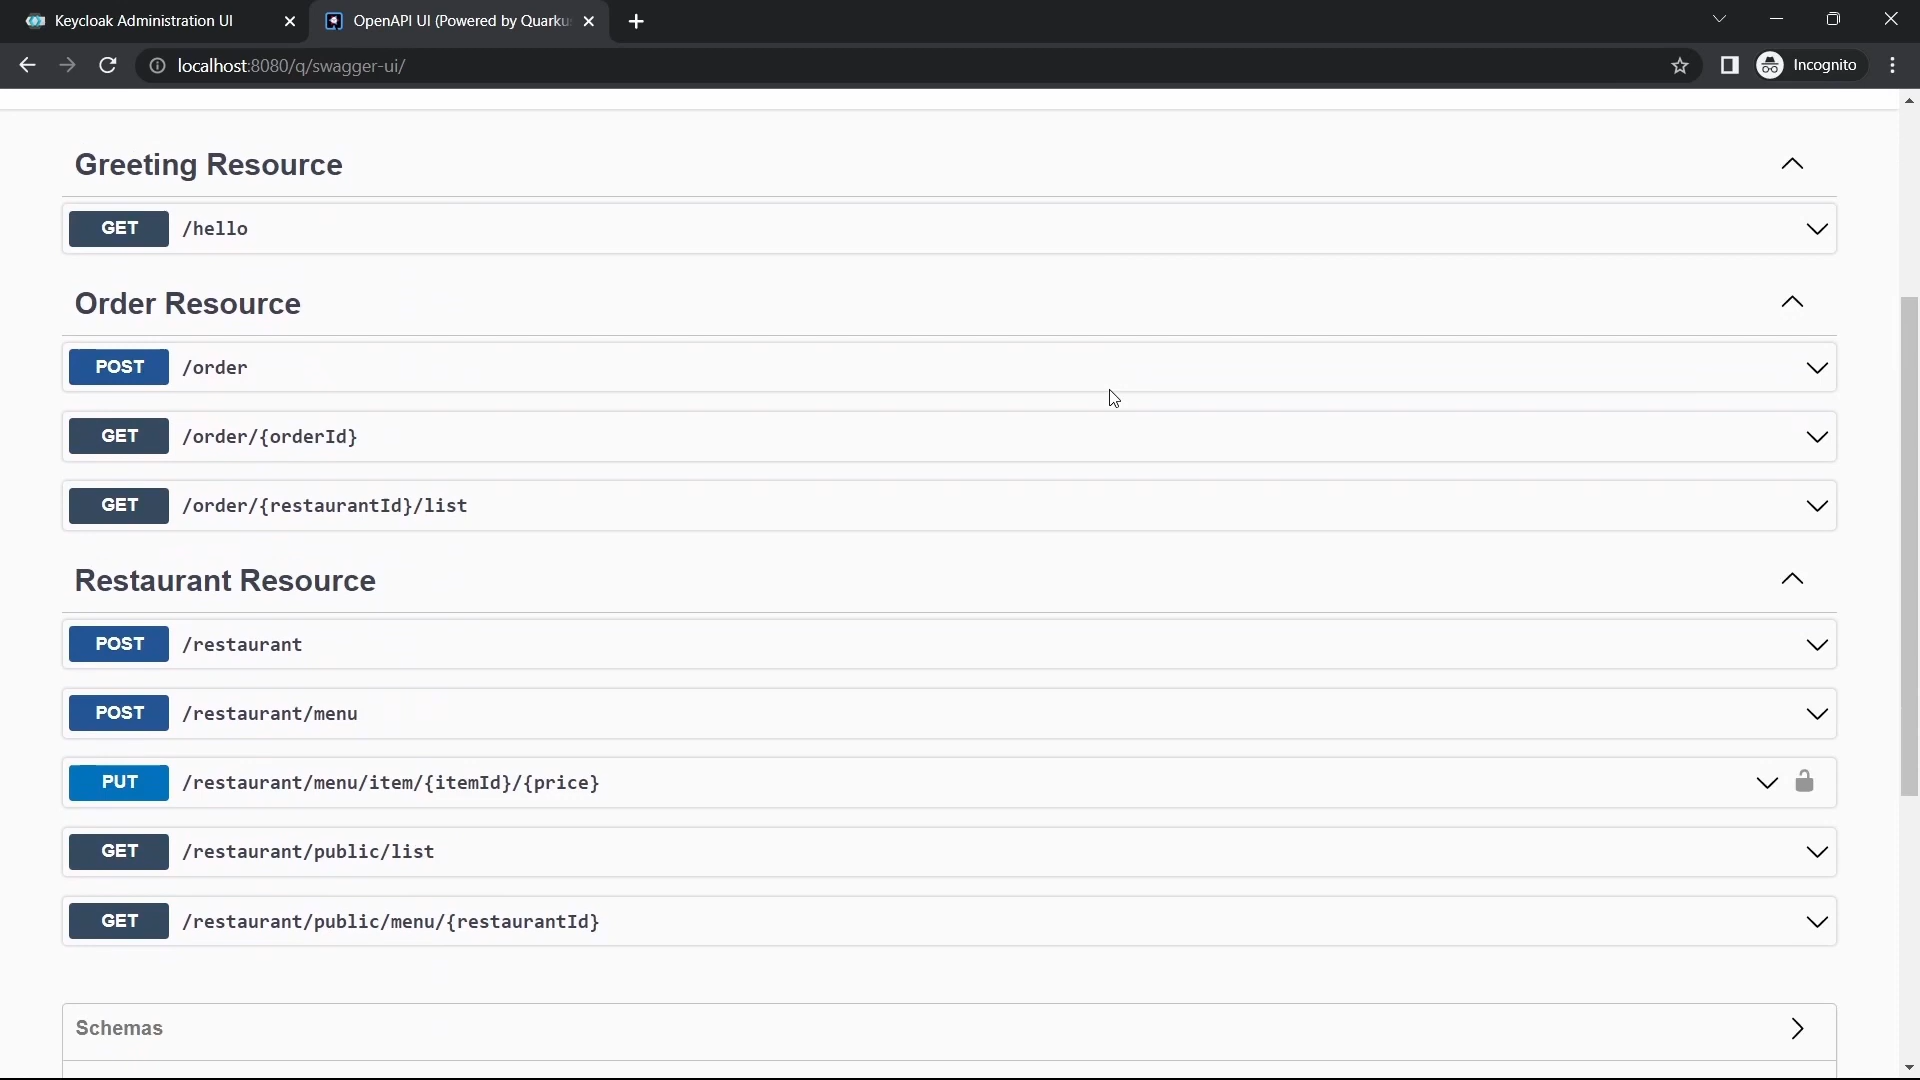 Keycloak Administration UI
OpenAPI UI (Powered by Quarku
localhost:8080/q/swagger-ui/
Incognito
Greeting Resource
GET /hello
Order Resource
POST /order
GET /order/{orderId}
GET /order/{restaurantId}/list
Restaurant Resource
POST /restaurant
POST /restaurant/menu
PUT /restaurant/menu/item/{itemId}/{price}
GET /restaurant/public/list
GET /restaurant/public/menu/{restaurantId}
Schemas